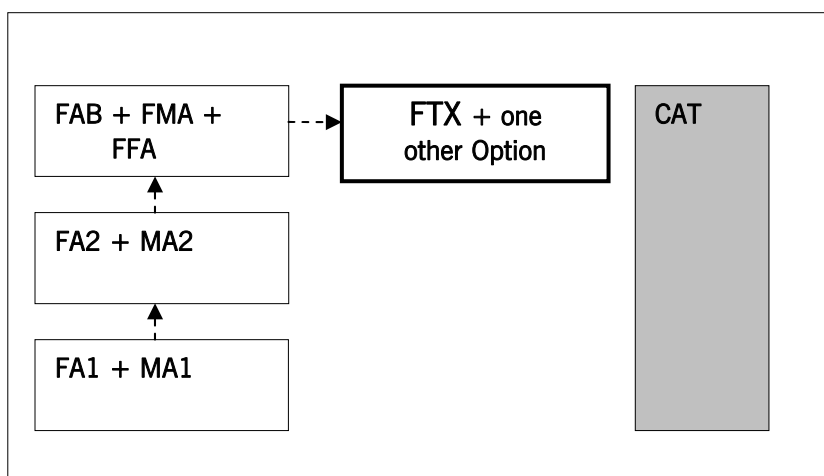 FAB + FMA +
FFA
FTX + one
other Option
CAT
FA2 + MA2
FA1 + MA1